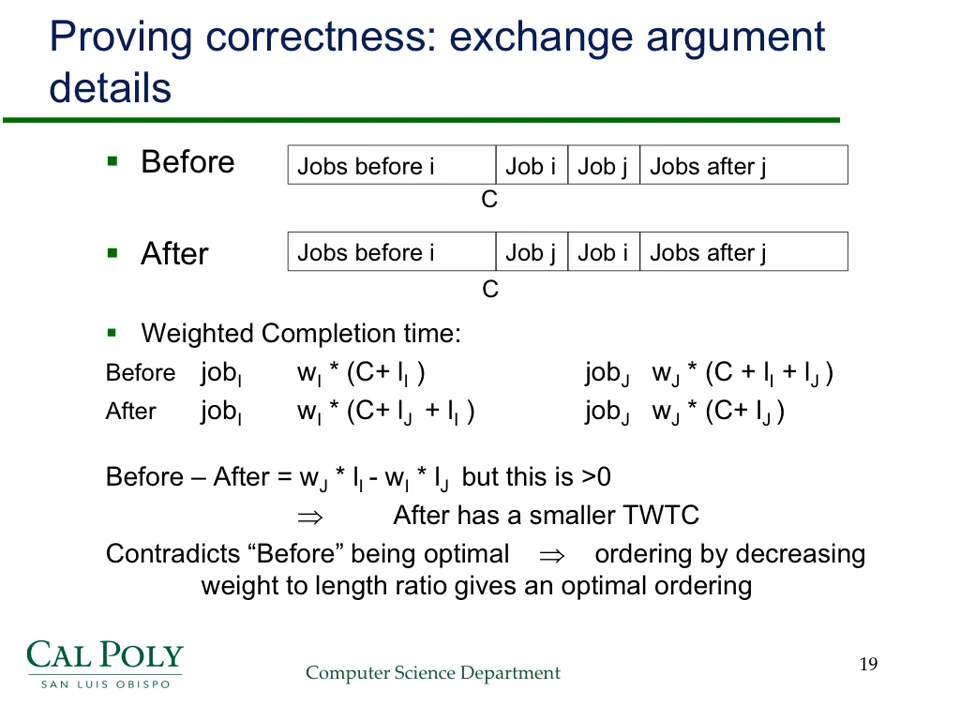 Proving correctness: exchange argument
details
▪ Before
Jobs before i Job i Job j Jobs after j
C
▪ After
Jobs before i Job j Job i Jobs after j
C
▪ Weighted Completion time:
Before job_I w_I * (C+ l_I ) job_J w_J * (C + l_I + l_J )
After job_I w_I * (C+ l_J + l_I ) job_J w_J * (C+ l_J )
Before – After = w_J * l_I - w_I * l_J but this is >0
⇒ After has a smaller TWTC
Contradicts “Before” being optimal ⇒ ordering by decreasing
weight to length ratio gives an optimal ordering
CAL POLY
SAN LUIS OBISPO
Computer Science Department
19